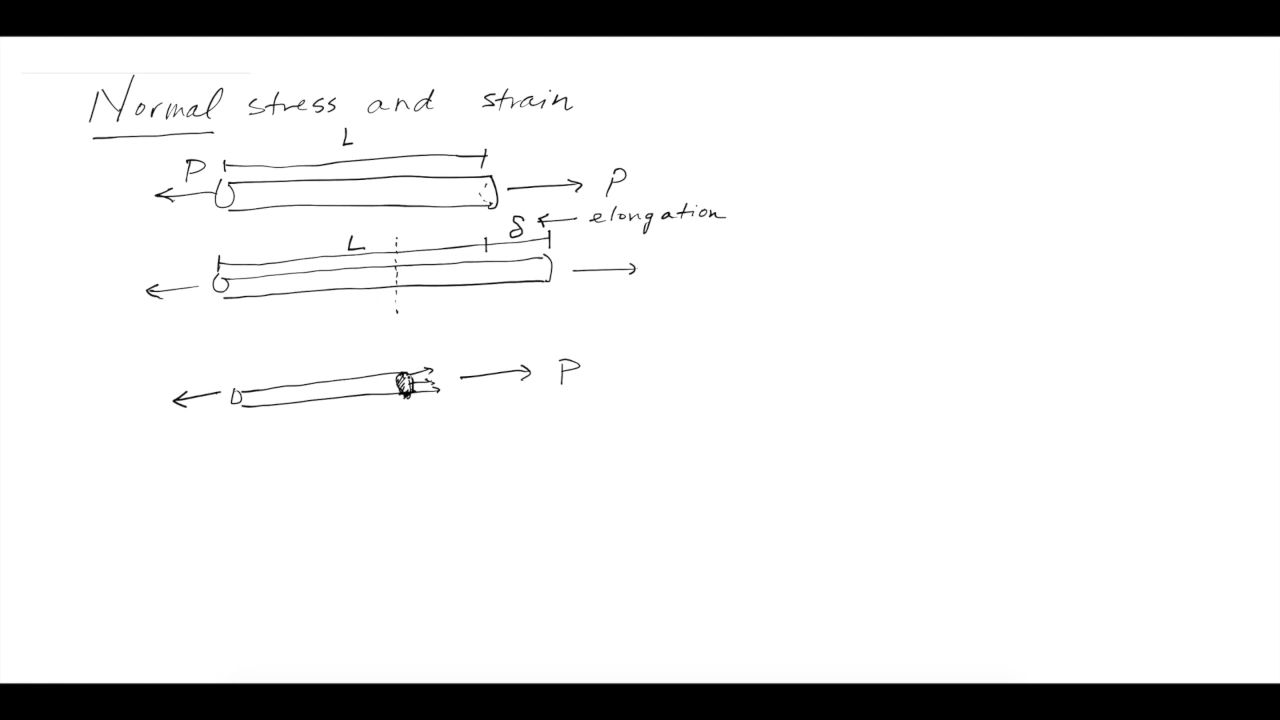 Normal stress and strain
L
P
P
δ ← elongation
L
P